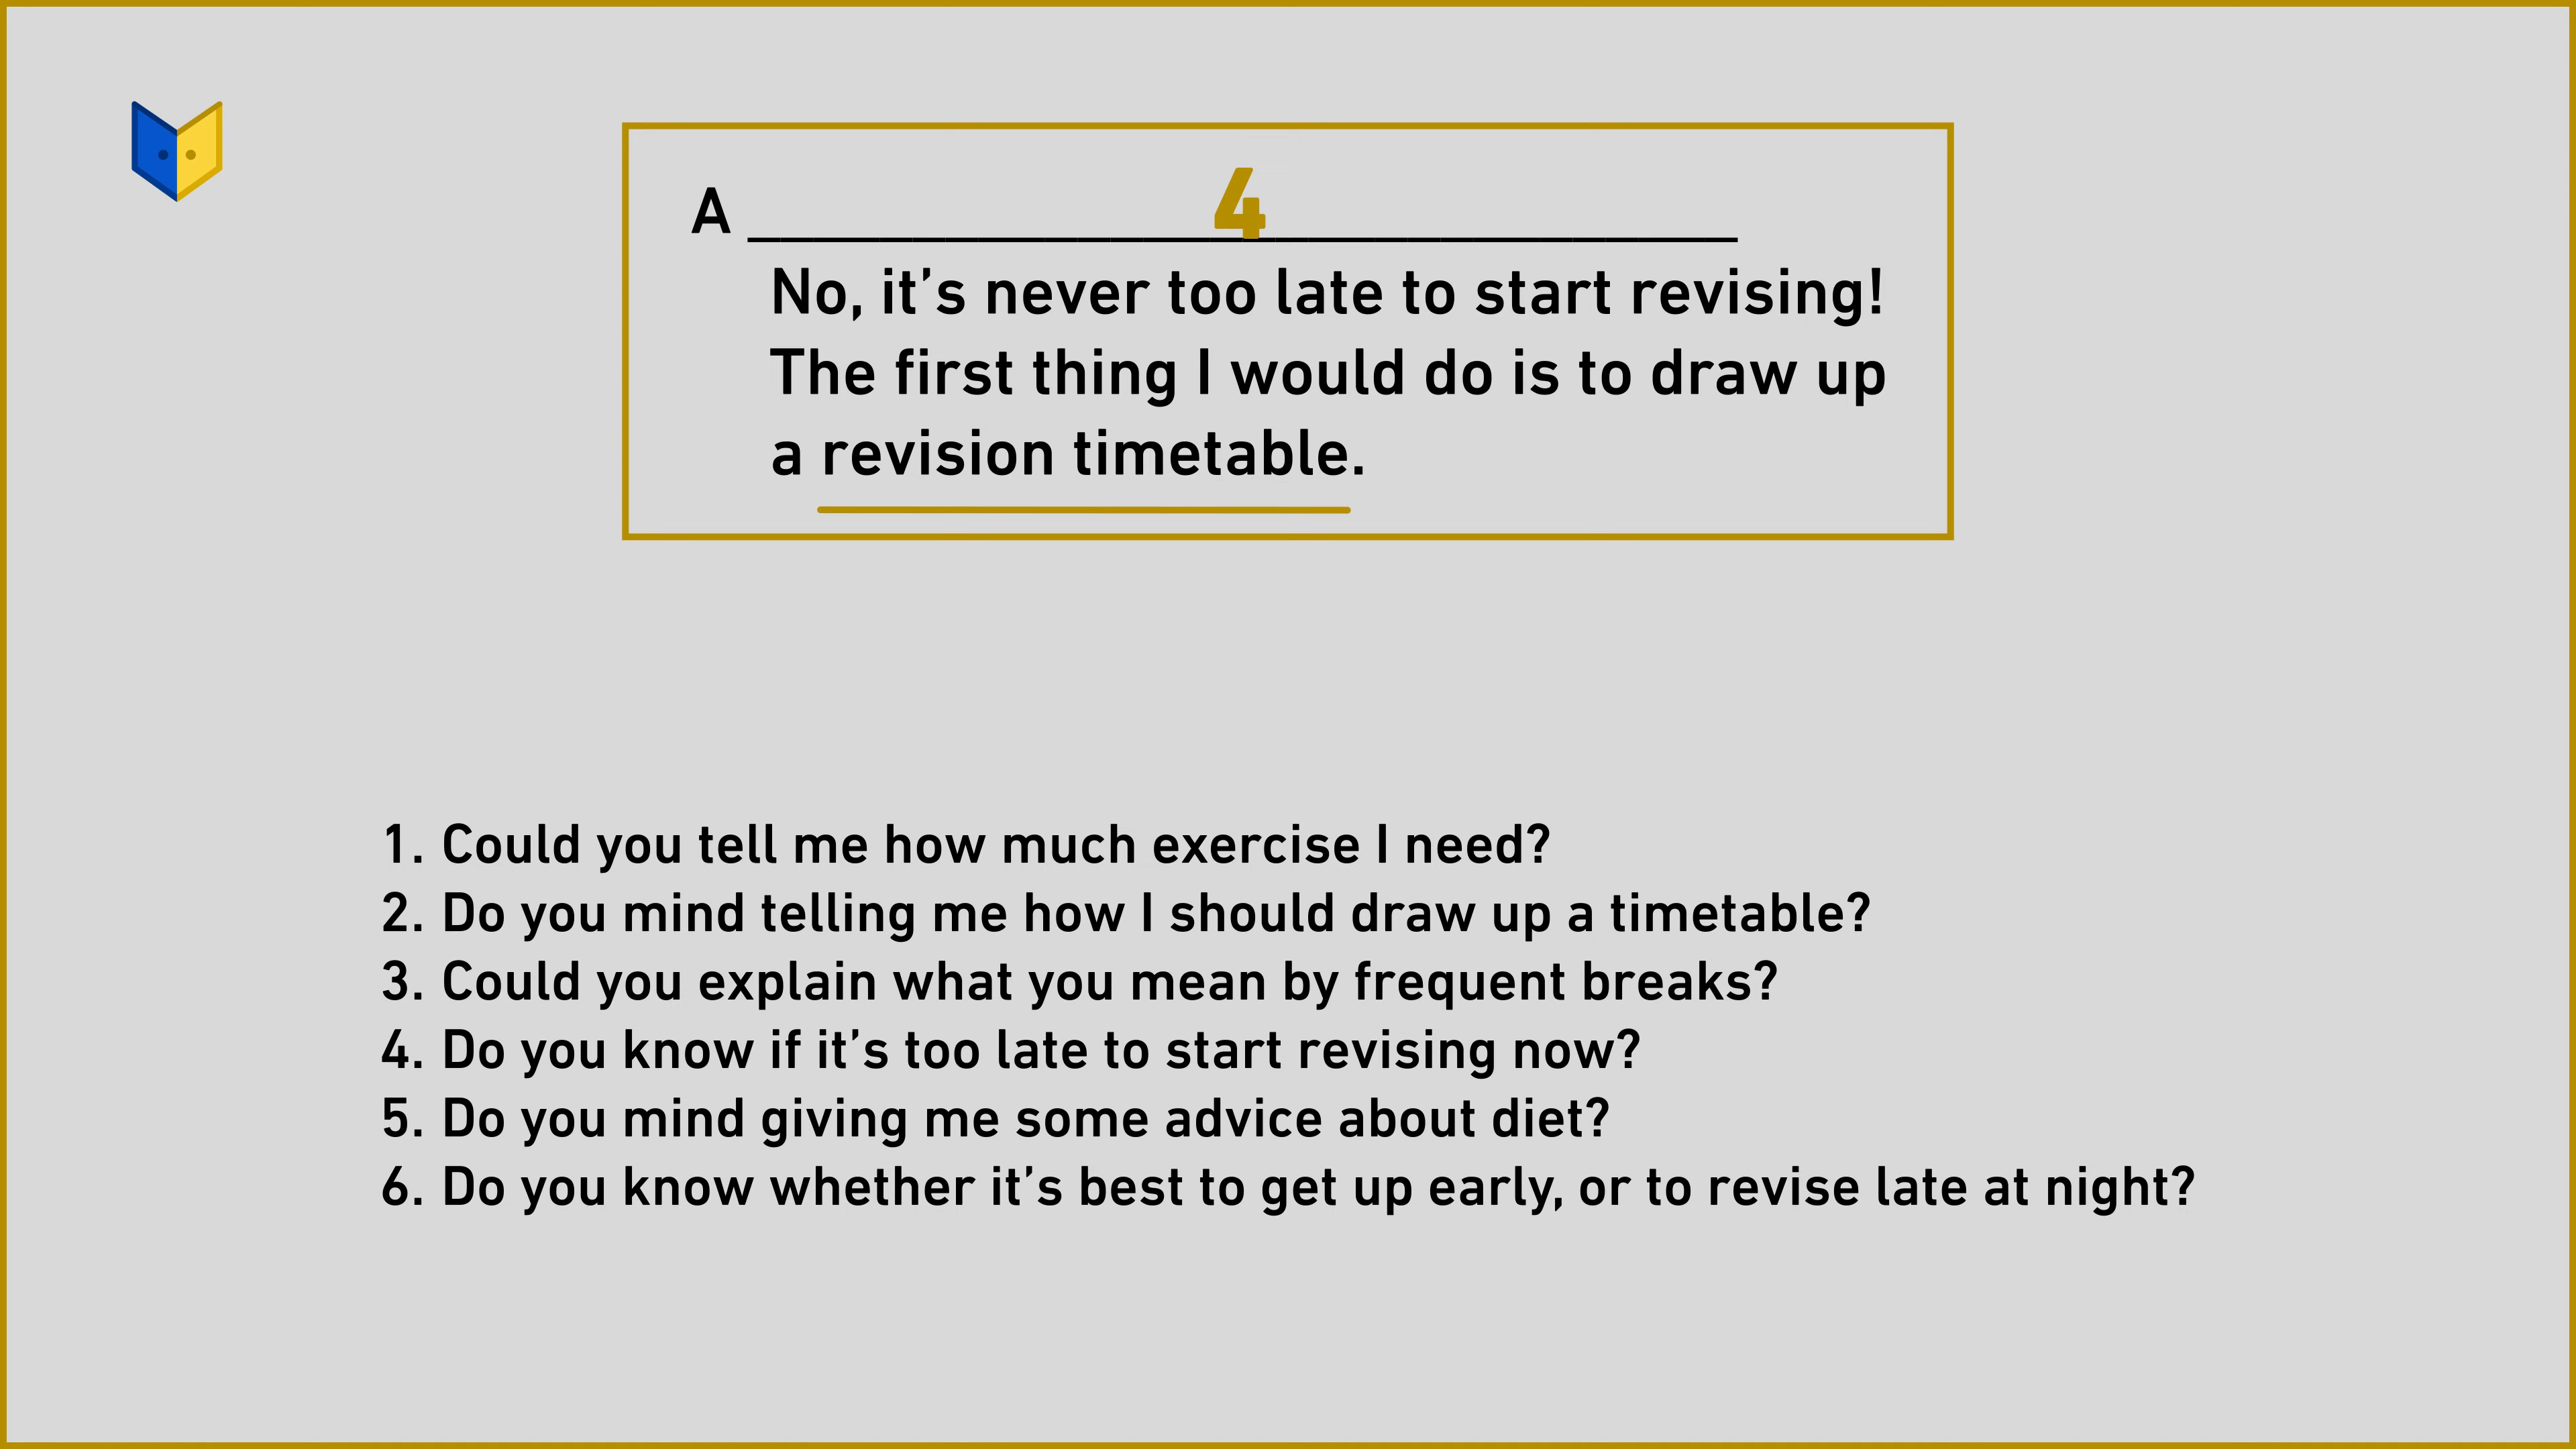 A ______________________________ 4
No, it’s never too late to start revising!
The first thing I would do is to draw up
a revision timetable.
1. Could you tell me how much exercise I need?
2. Do you mind telling me how I should draw up a timetable?
3. Could you explain what you mean by frequent breaks?
4. Do you know if it’s too late to start revising now?
5. Do you mind giving me some advice about diet?
6. Do you know whether it’s best to get up early, or to revise late at night?